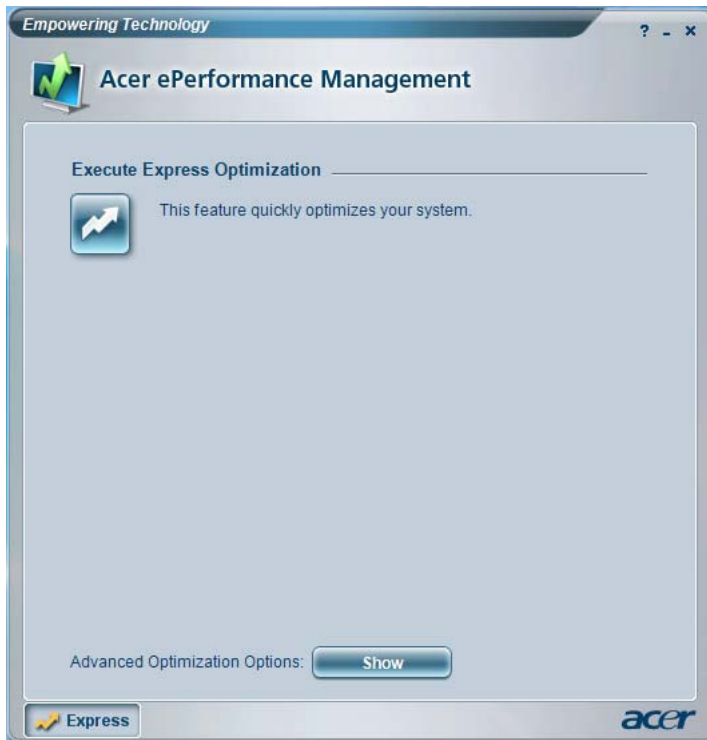 Empowering Technology
? - ×
Acer ePerformance Management
Execute Express Optimization
This feature quickly optimizes your system.
Advanced Optimization Options: Show
Express
acer